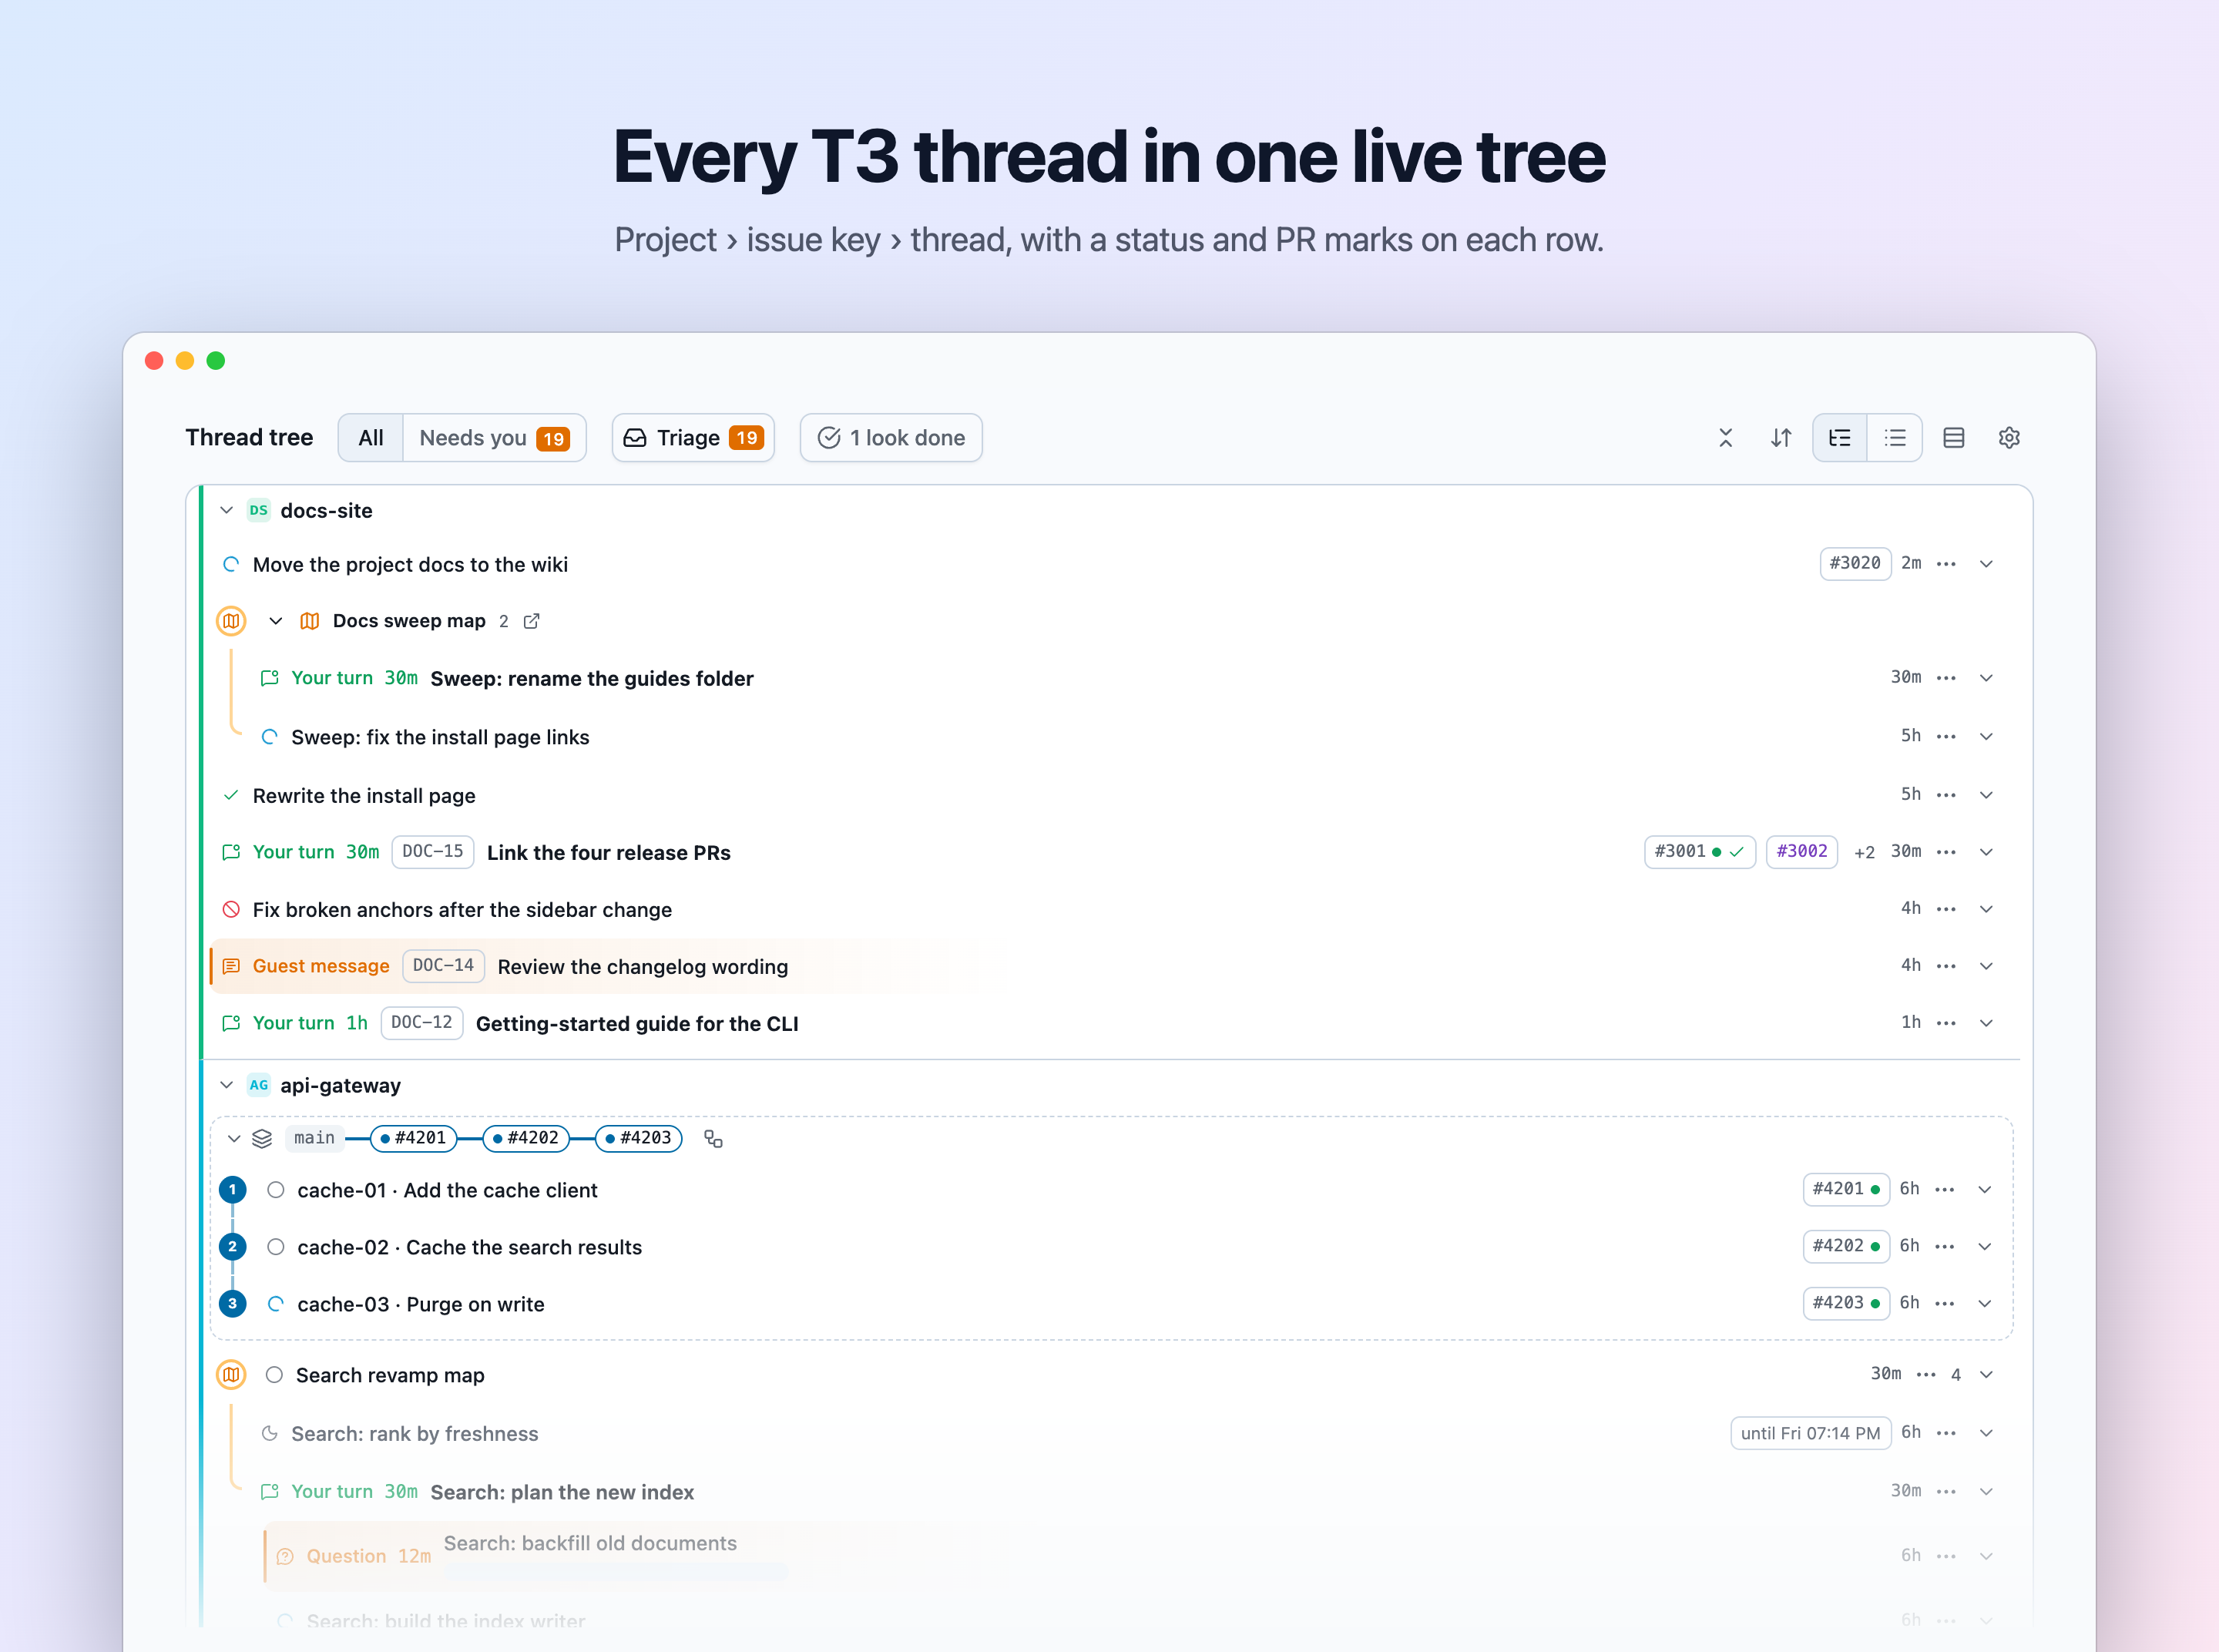 Every T3 thread in one live tree
Project › issue key › thread, with a status and PR marks on each row.
Thread tree All Needs you 19 Triage 19 1 look done
DS docs-site
Move the project docs to the wiki #3020 2m
Docs sweep map 2
Your turn 30m Sweep: rename the guides folder 30m
Sweep: fix the install page links 5h
Rewrite the install page 5h
Your turn 30m DOC-15 Link the four release PRs #3001 #3002 +2 30m
Fix broken anchors after the sidebar change 4h
Guest message DOC-14 Review the changelog wording 4h
Your turn 1h DOC-12 Getting-started guide for the CLI 1h
AG api-gateway
main #4201 #4202 #4203
1 cache-01 · Add the cache client #4201 6h
2 cache-02 · Cache the search results #4202 6h
3 cache-03 · Purge on write #4203 6h
Search revamp map 30m 4
Search: rank by freshness until Fri 07:14 PM 6h
Your turn 30m Search: plan the new index 30m
Question 12m Search: backfill old documents 6h
Search: build the index writer 6h